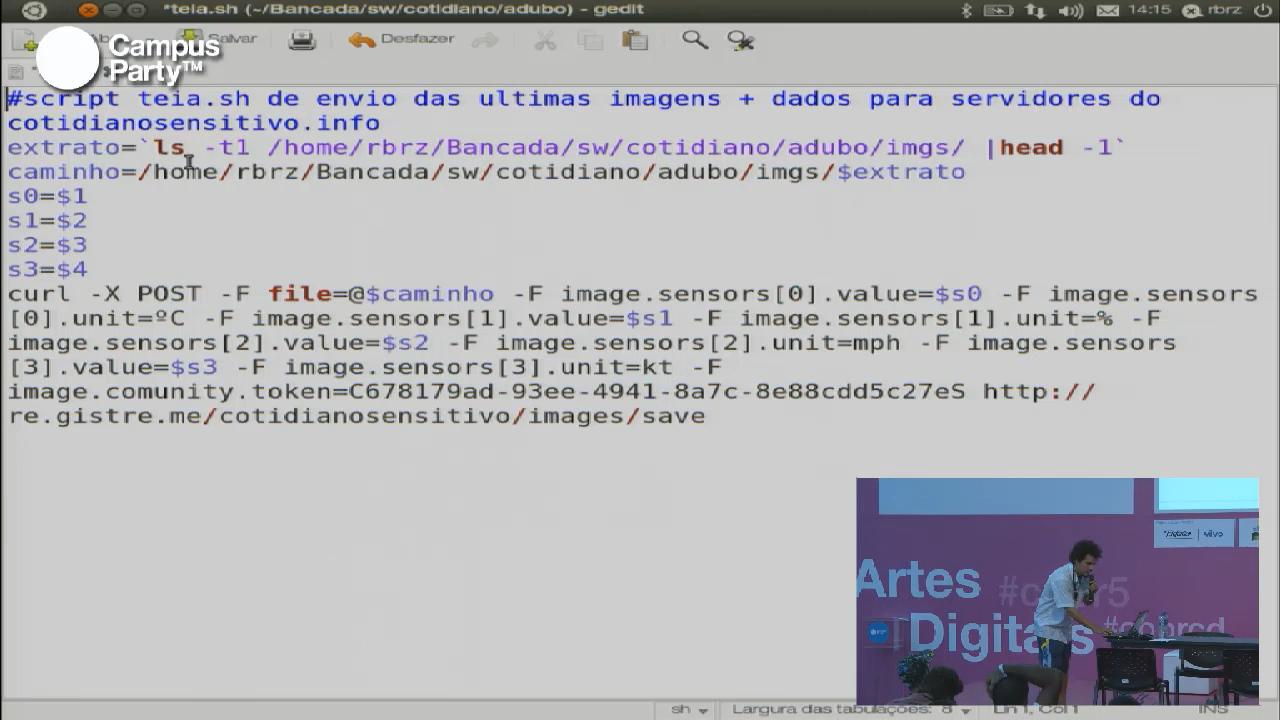 *teia.sh (~/Bancada/sw/cotidiano/adubo) - gedit
14:15 rbrz
Campus
Party™
Salvar
Desfazer
#script teia.sh de envio das ultimas imagens + dados para servidores do
cotidianosensitivo.info
extrato=`ls -t1 /home/rbrz/Bancada/sw/cotidiano/adubo/imgs/ |head -1`
caminho=/home/rbrz/Bancada/sw/cotidiano/adubo/imgs/$extrato
s0=$1
s1=$2
s2=$3
s3=$4
curl -X POST -F file=@$caminho -F image.sensors[0].value=$s0 -F image.sensors
[0].unit=ºC -F image.sensors[1].value=$s1 -F image.sensors[1].unit=% -F
image.sensors[2].value=$s2 -F image.sensors[2].unit=mph -F image.sensors
[3].value=$s3 -F image.sensors[3].unit=kt -F
image.comunity.token=C678179ad-93ee-4941-8a7c-8e88cdd5c27eS http://
re.gistre.me/cotidianosensitivo/images/save
vivo
Artes
Digitais
sh Largura das tabulações: 8 Lin 1, Col 1 INS